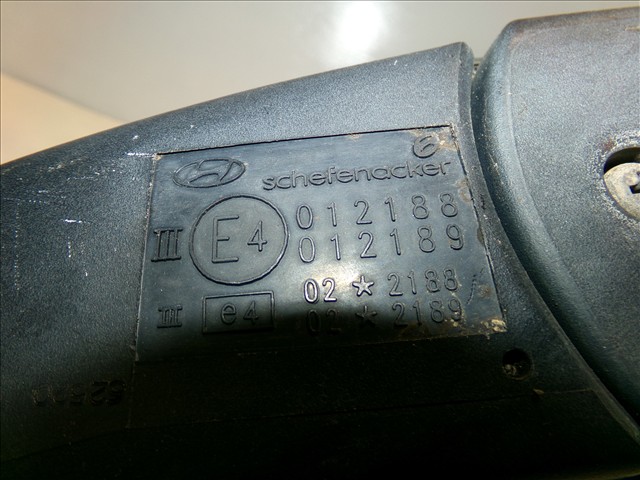 schefenacker
III E4 012188
012189
02 ★ 2188
III e4 02 ★ 2189